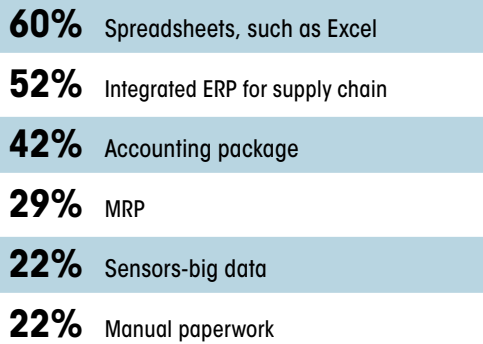 60% Spreadsheets, such as Excel
52% Integrated ERP for supply chain
42% Accounting package
29% MRP
22% Sensors-big data
22% Manual paperwork